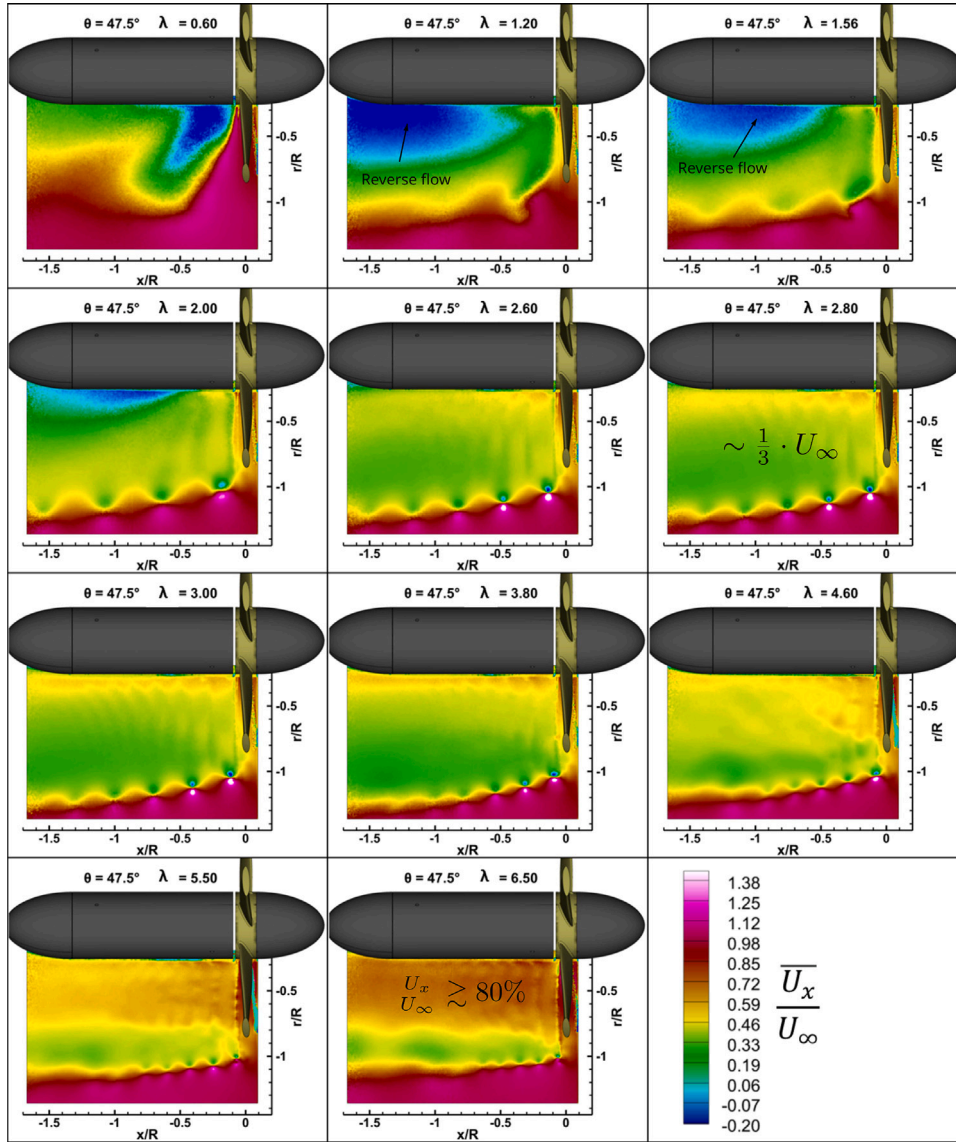 θ = 47.5° λ = 0.60
θ = 47.5° λ = 1.20
θ = 47.5° λ = 1.56
Reverse flow
Reverse flow
-0.5
-1
r/R
-0.5
-1
r/R
-0.5
-1
r/R
-1.5 -1 -0.5 0
x/R
-1.5 -1 -0.5 0
x/R
-1.5 -1 -0.5 0
x/R
θ = 47.5° λ = 2.00
θ = 47.5° λ = 2.60
θ = 47.5° λ = 2.80
∼ 1/3 · U∞
-0.5
-1
r/R
-0.5
-1
r/R
-0.5
-1
r/R
-1.5 -1 -0.5 0
x/R
-1.5 -1 -0.5 0
x/R
-1.5 -1 -0.5 0
x/R
θ = 47.5° λ = 3.00
θ = 47.5° λ = 3.80
θ = 47.5° λ = 4.60
-0.5
-1
r/R
-0.5
-1
r/R
-0.5
-1
r/R
-1.5 -1 -0.5 0
x/R
-1.5 -1 -0.5 0
x/R
-1.5 -1 -0.5 0
x/R
θ = 47.5° λ = 5.50
θ = 47.5° λ = 6.50
Ux
U∞ ≳ 80%
-0.5
-1
r/R
-0.5
-1
r/R
-1.5 -1 -0.5 0
x/R
-1.5 -1 -0.5 0
x/R
1.38
1.25
1.12
0.98
0.85
0.72
0.59
0.46
0.33
0.20
0.06
-0.07
-0.20
Ux
U∞